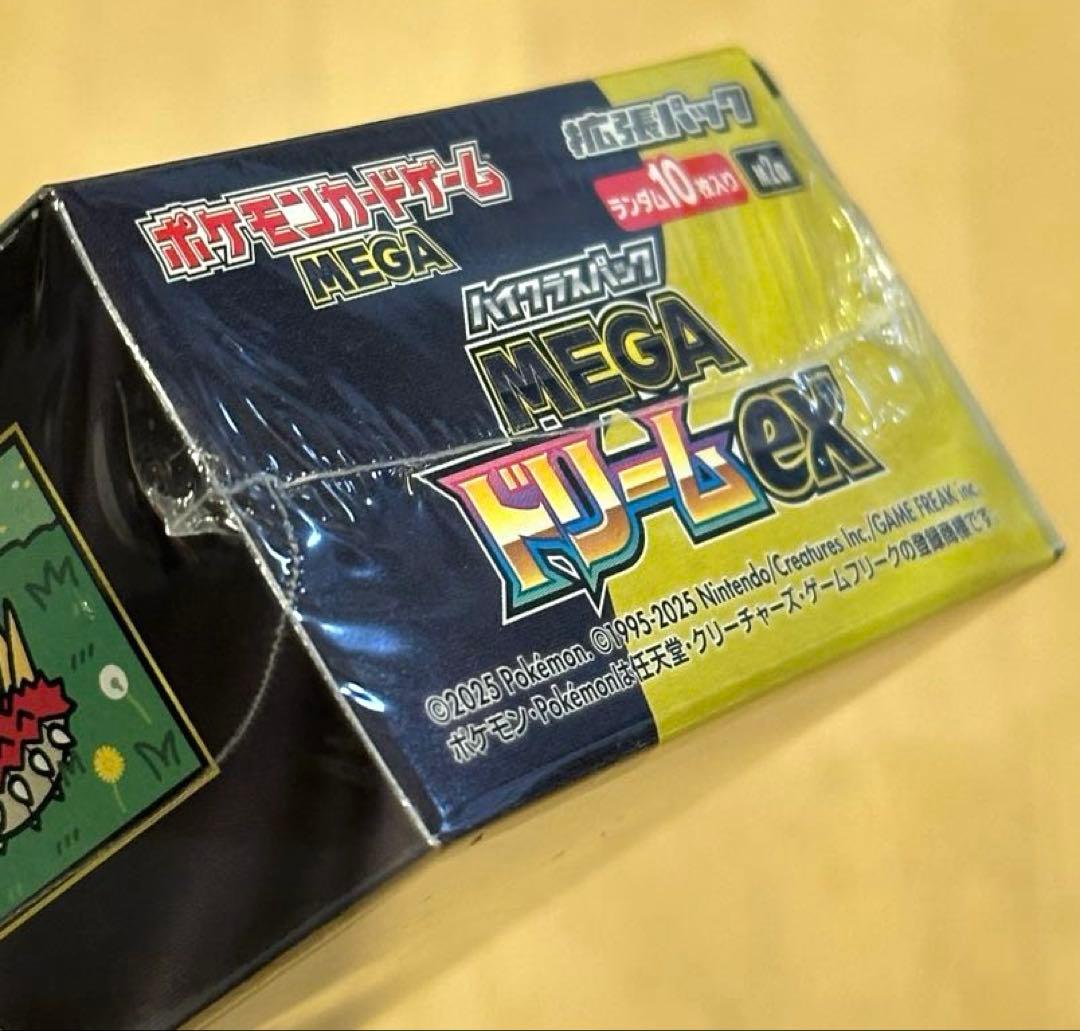 ポケモンカードゲーム
MEGA
拡張パック
ランダム10枚入り
ハイクラスパック
MEGA
ドリームex
©2025 Pokémon. ©1995-2025 Nintendo/Creatures Inc./GAME FREAK inc.
ポケモン・Pokémonは任天堂・クリーチャーズ・ゲームフリークの登録商標です。